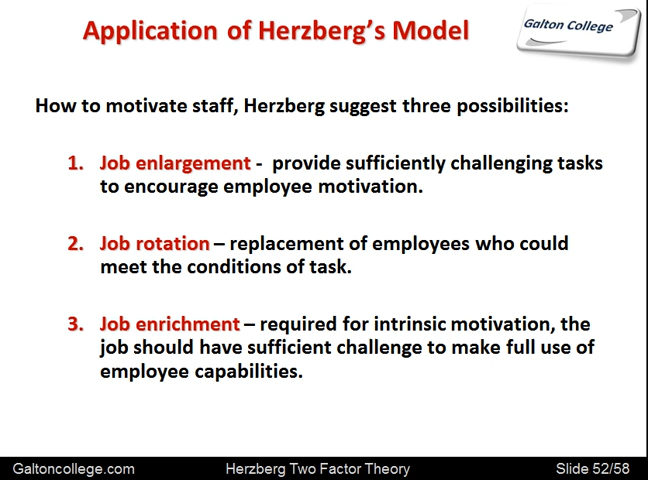 Application of Herzberg's Model
Galton College
How to motivate staff, Herzberg suggest three possibilities:
1. Job enlargement - provide sufficiently challenging tasks
to encourage employee motivation.
2. Job rotation – replacement of employees who could
meet the conditions of task.
3. Job enrichment – required for intrinsic motivation, the
job should have sufficient challenge to make full use of
employee capabilities.
Galtoncollege.com Herzberg Two Factor Theory Slide 52/58